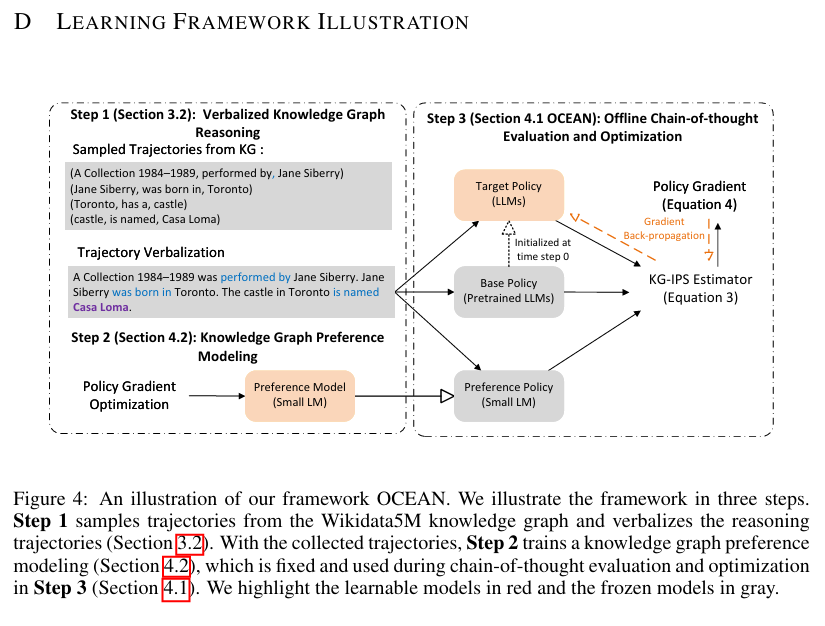 D LEARNING FRAMEWORK ILLUSTRATION
Step 1 (Section 3.2): Verbalized Knowledge Graph
Reasoning
Sampled Trajectories from KG :
(A Collection 1984–1989, performed by, Jane Siberry)
(Jane Siberry, was born in, Toronto)
(Toronto, has a, castle)
(castle, is named, Casa Loma)
Trajectory Verbalization
A Collection 1984–1989 was performed by Jane Siberry. Jane
Siberry was born in Toronto. The castle in Toronto is named
Casa Loma.
Step 2 (Section 4.2): Knowledge Graph Preference
Modeling
Policy Gradient
Optimization
Preference Model
(Small LM)
Step 3 (Section 4.1 OCEAN): Offline Chain-of-thought
Evaluation and Optimization
Target Policy
(LLMs)
Policy Gradient
(Equation 4)
Gradient
Back-propagation
Initialized at
time step 0
Base Policy
(Pretrained LLMs)
KG-IPS Estimator
(Equation 3)
Preference Policy
(Small LM)
Figure 4: An illustration of our framework OCEAN. We illustrate the framework in three steps.
Step 1 samples trajectories from the Wikidata5M knowledge graph and verbalizes the reasoning
trajectories (Section 3.2). With the collected trajectories, Step 2 trains a knowledge graph preference
modeling (Section 4.2), which is fixed and used during chain-of-thought evaluation and optimization
in Step 3 (Section 4.1). We highlight the learnable models in red and the frozen models in gray.